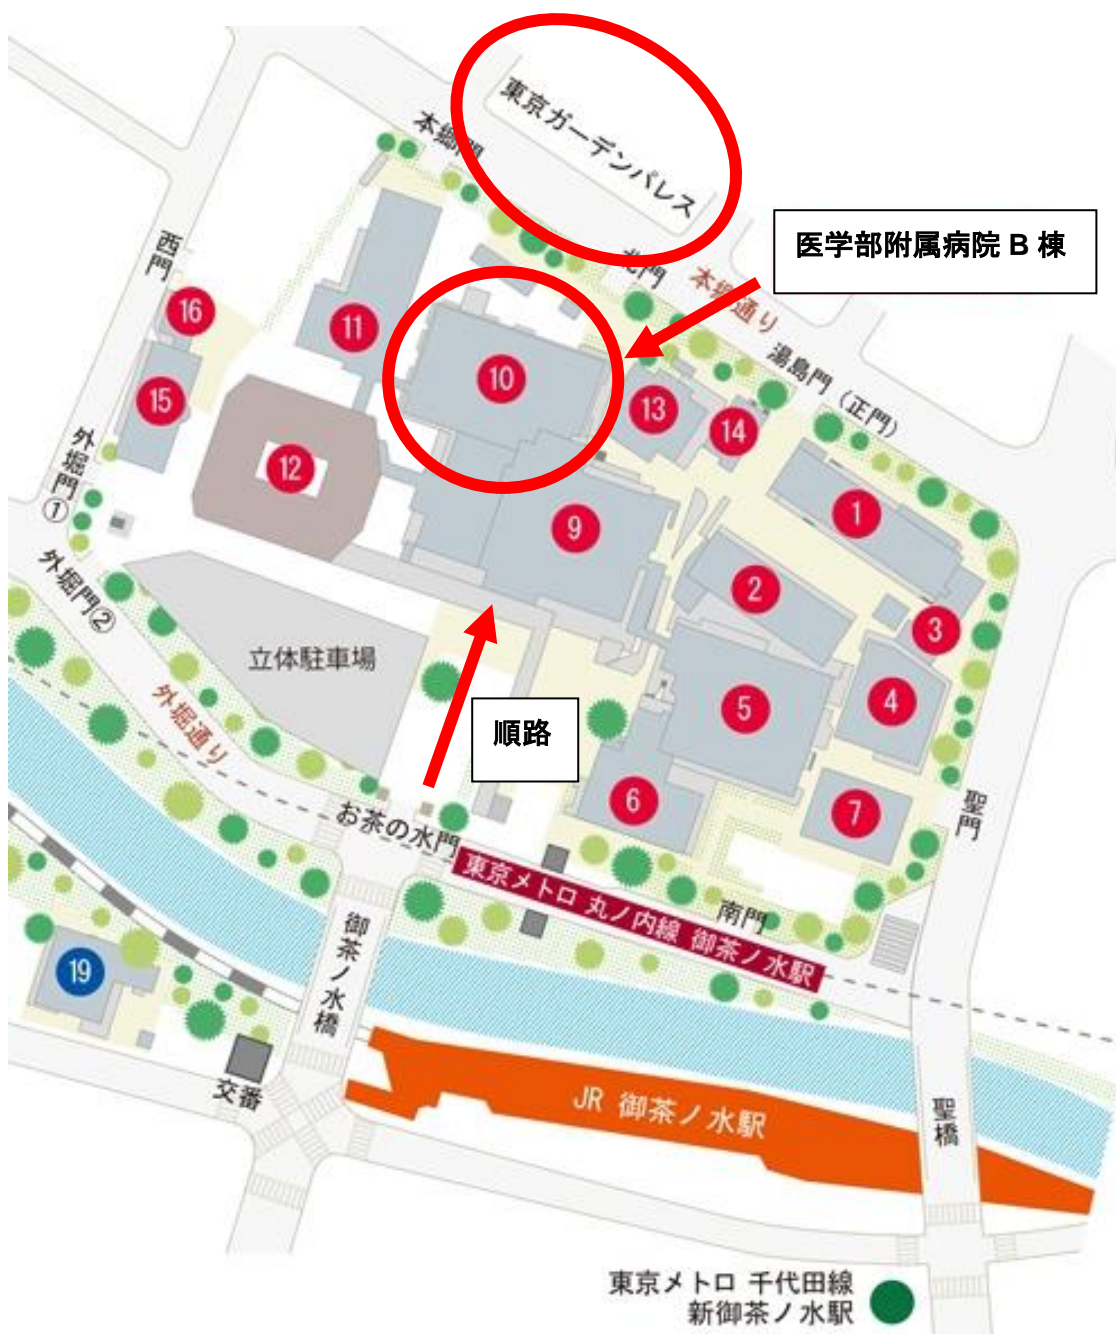 東京ガーデンパレス
本郷門
医学部附属病院 B 棟
北門
本郷通り
西門
16
11
湯島門（正門）
10
15
13
14
外堀門①
12
1
9
外堀門②
2
3
立体駐車場
4
5
外堀通り
順路
6
7
お茶の水門
聖門
東京メトロ 丸ノ内線 御茶ノ水駅
南門
御茶ノ水橋
19
交番
JR 御茶ノ水駅
聖橋
東京メトロ 千代田線
新御茶ノ水駅